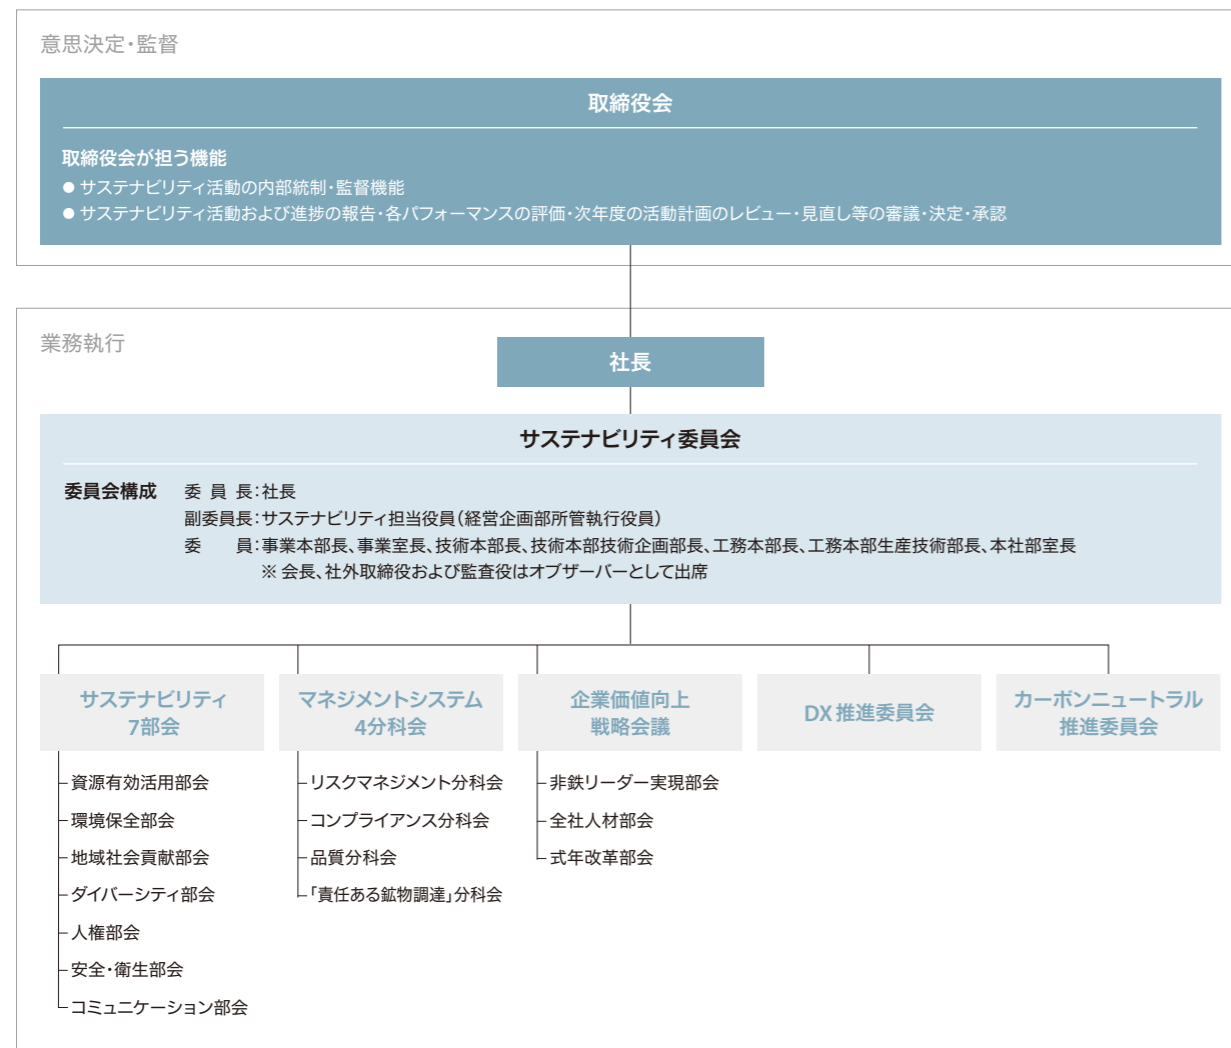 意思決定・監督
取締役会
取締役会が担う機能
● サステナビリティ活動の内部統制・監督機能
● サステナビリティ活動および進捗の報告・各パフォーマンスの評価・次年度の活動計画のレビュー・見直し等の審議・決定・承認
業務執行
社長
サステナビリティ委員会
委員会構成 委員長：社長
副委員長：サステナビリティ担当役員（経営企画部所管執行役員）
委員：事業本部長、事業室長、技術本部長、技術本部技術企画部長、工務本部長、工務本部生産技術部長、本社部室長
※ 会長、社外取締役および監査役はオブザーバーとして出席
サステナビリティ
7部会
資源有効活用部会
環境保全部会
地域社会貢献部会
ダイバーシティ部会
人権部会
安全・衛生部会
コミュニケーション部会
マネジメントシステム
4分科会
リスクマネジメント分科会
コンプライアンス分科会
品質分科会
「責任ある鉱物調達」分科会
企業価値向上
戦略会議
非鉄リーダー実現部会
全社人材部会
式年改革部会
DX推進委員会
カーボンニュートラル
推進委員会